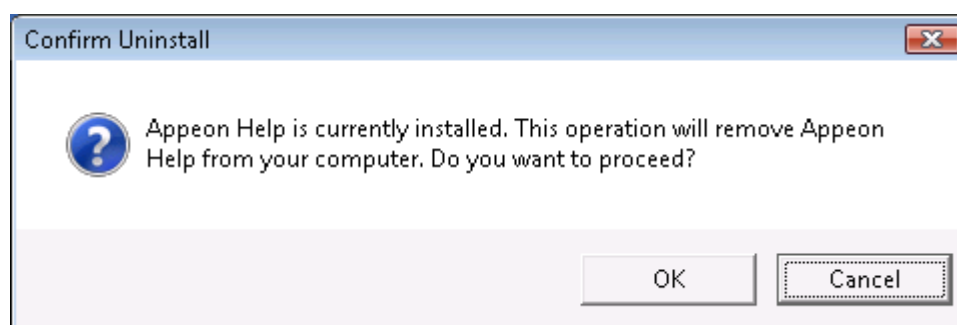 Confirm Uninstall
Appeon Help is currently installed. This operation will remove Appeon
Help from your computer. Do you want to proceed?
OK
Cancel